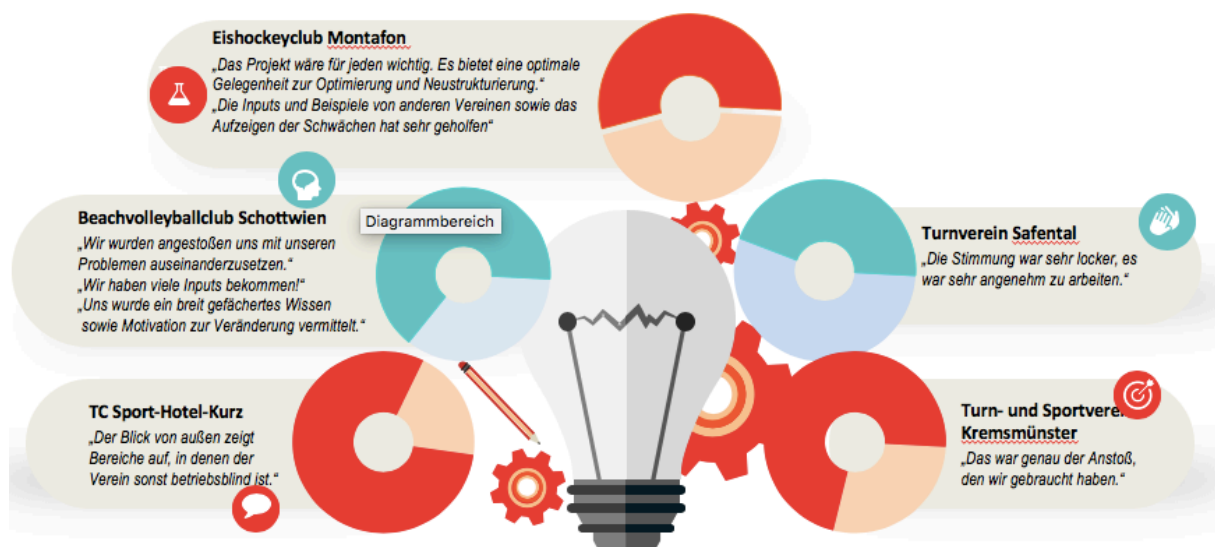 Eishockeyclub Montafon
„Das Projekt wäre für jeden wichtig. Es bietet eine optimale
Gelegenheit zur Optimierung und Neustrukturierung.“
„Die Inputs und Beispiele von anderen Vereinen sowie das
Aufzeigen der Schwächen hat sehr geholfen“
Beachvolleyballclub Schottwien
„Wir wurden angestoßen uns mit unseren
Problemen auseinanderzusetzen.“
„Wir haben viele Inputs bekommen!“
„Uns wurde ein breit gefächertes Wissen
sowie Motivation zur Veränderung vermittelt.“
Diagrammbereich
Turnverein Safental
„Die Stimmung war sehr locker, es
war sehr angenehm zu arbeiten.“
TC Sport-Hotel-Kurz
„Der Blick von außen zeigt
Bereiche auf, in denen der
Verein sonst betriebsblind ist.“
Turn- und Sportverei
Kremsmünster
„Das war genau der Anstoß,
den wir gebraucht haben.“